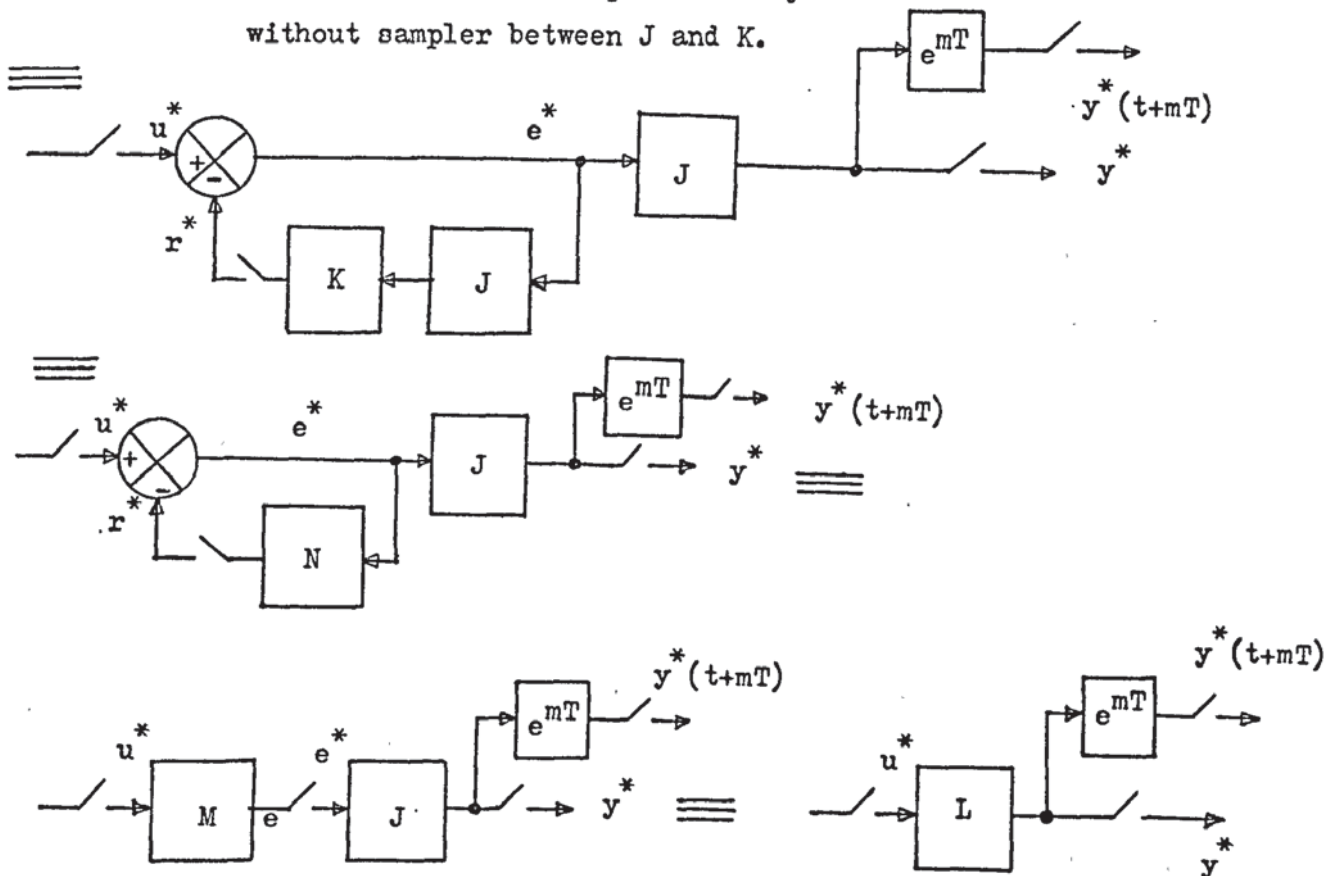 without sampler between J and K.
e^mT
y*(t+mT)
u*
e*
+
-
J
y*
r*
K
J
e^mT
y*(t+mT)
u*
e*
+
-
J
y*
r*
N
y*(t+mT)
y*(t+mT)
e^mT
e^mT
u*
e*
u*
M
e
J
y*
L
y*